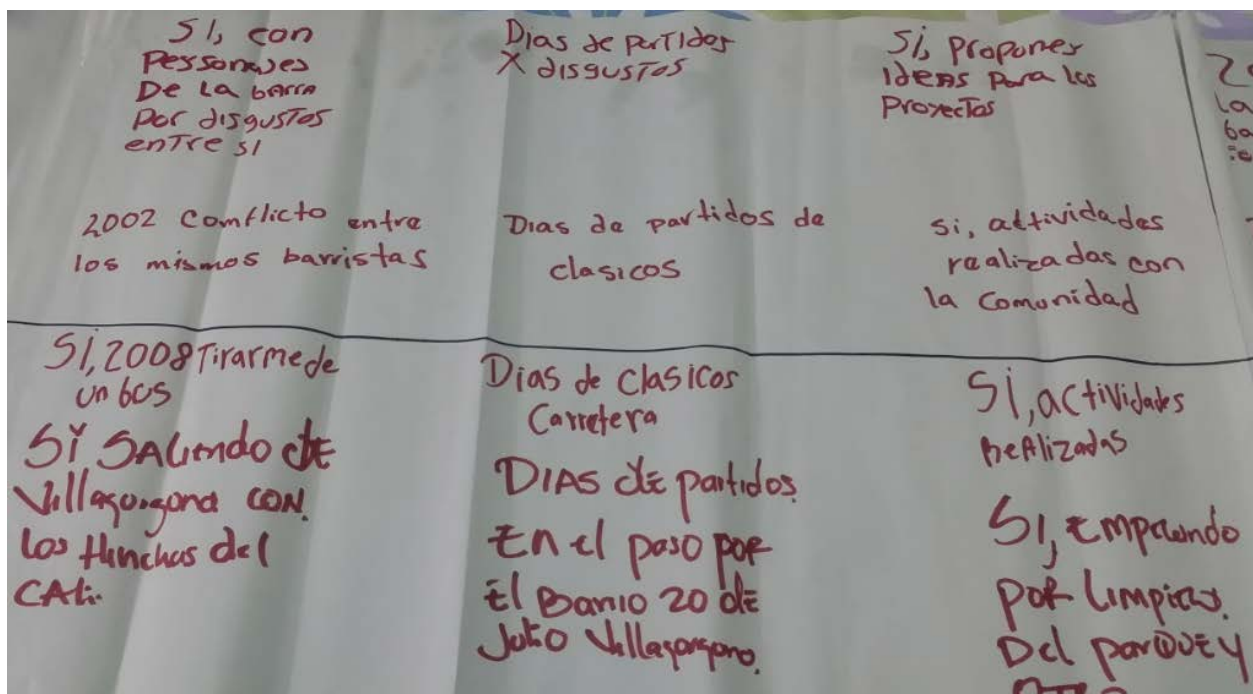 SI, con
Personajes
De La barra
Por disgustos
entre si
2002 Comflicto entre
los mismos barristas
SI, 2008 Tirarme de
un bus
SI SALiendo de
Villagorgona CON.
los Hinchas del
CALi.
Dias de parTidos
X disgusTos
Dias de partidos de
clasicos
Dias de clasicos
Carretera
DIAS de partidos.
En el paso por
El Barrio 20 de
Julio Villagorgona.
Si, proponer
ideas para los
ProyecTos
si, actividades
realizadas con
la Comunidad
SI, actividades
ReAlizadas
SI, Empezando
por Limpieza.
Del parQUE y
la